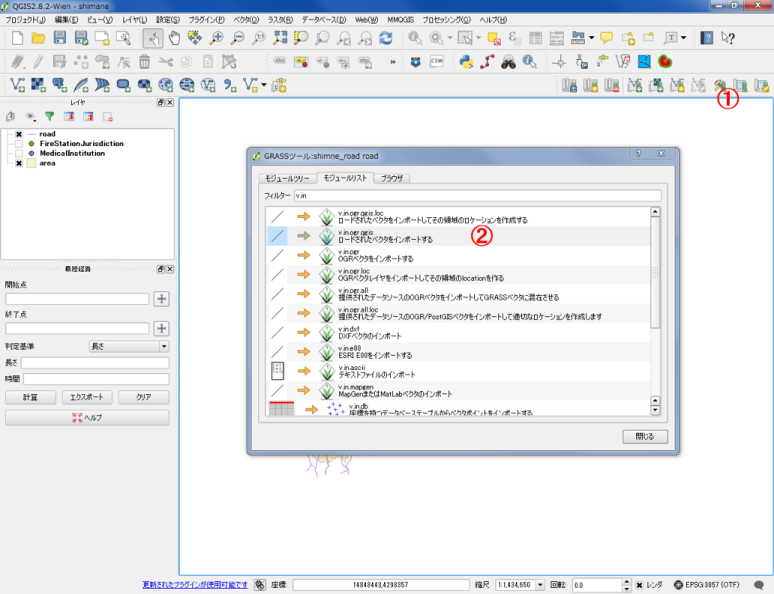 QGIS2.8.2-Wien - shimane
プロジェクト(J) 編集(E) ビュー(V) レイヤ(L) 設定(S) プラグイン(P) ベクタ(O) ラスタ(R) データベース(D) Web(W) MMQGIS プロセッシング(C) ヘルプ(H)
CSW
①
レイヤ
road
FireStationJurisdiction
MedicalInstitution
area
最短経路
開始点
終了点
判定基準 長さ
長さ
時間
計算 エクスポート クリア
ヘルプ
GRASSツール:shimne_road road
モジュールツリー モジュールリスト ブラウザ
フィルター v.in
v.in.ogr.qgis.loc
ロードされたベクタをインポートしてその領域のロケーションを作成する
v.in.ogr.qgis
ロードされたベクタをインポートする
②
v.in.ogr
OGRベクタをインポートする
v.in.ogr.loc
OGRベクタレイヤをインポートしてその領域のlocationを作る
v.in.ogr.all
提供されたデータソースのOGRベクタをインポートしてGRASSベクタに混在させる
v.in.ogr.all.loc
提供されたデータソースのOGR/PostGISベクタをインポートして適切なロケーションを作成します
v.in.dxf
DXFベクタのインポート
v.in.e00
ESRI E00をインポートする
v.in.ascii
テキストファイルのインポート
v.in.mapgen
MapGenまたはMatLabベクタのインポート
v.in.db
座標を持つデータベーステーブルからベクタポイントをインポートする
閉じる
更新されたプラグインが使用可能です 座標: 14848443,4298357 縮尺 1:1,434,650 回転: 0.0 レンダ EPSG:3857 (OTF)